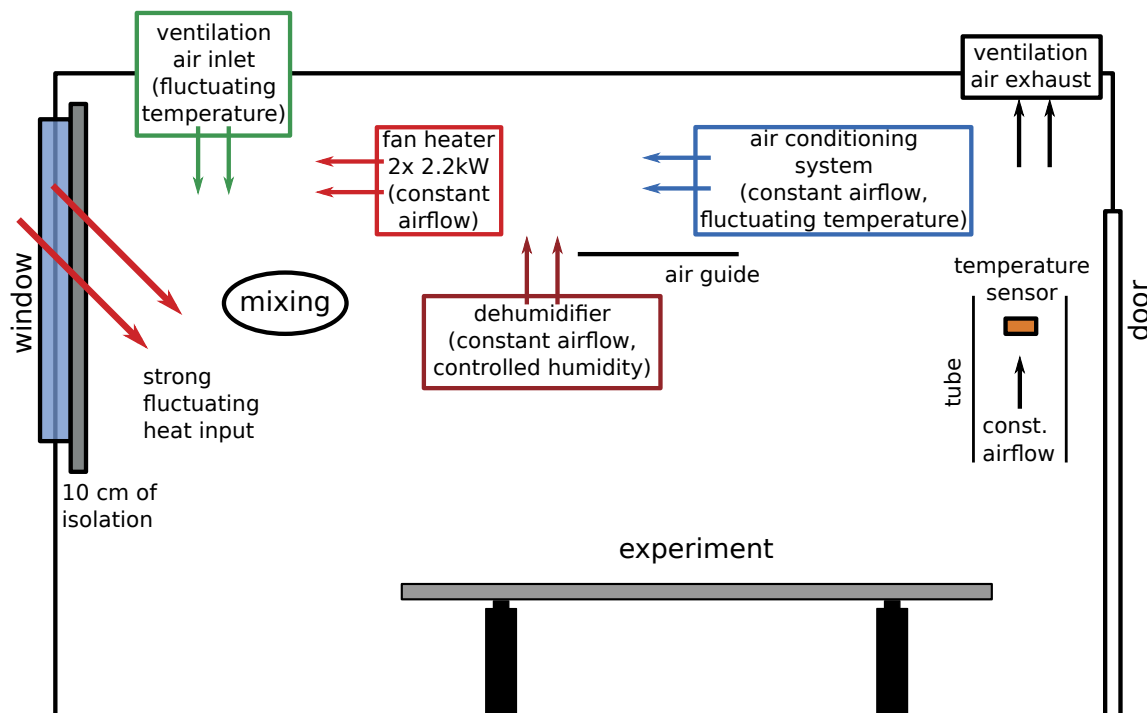 ventilation
air inlet
(fluctuating
temperature)
ventilation
air exhaust
fan heater
2x 2.2kW
(constant
airflow)
air conditioning
system
(constant airflow,
fluctuating temperature)
window
mixing
air guide
dehumidifier
(constant airflow,
controlled humidity)
temperature
sensor
door
tube
const.
airflow
strong
fluctuating
heat input
10 cm of
isolation
experiment